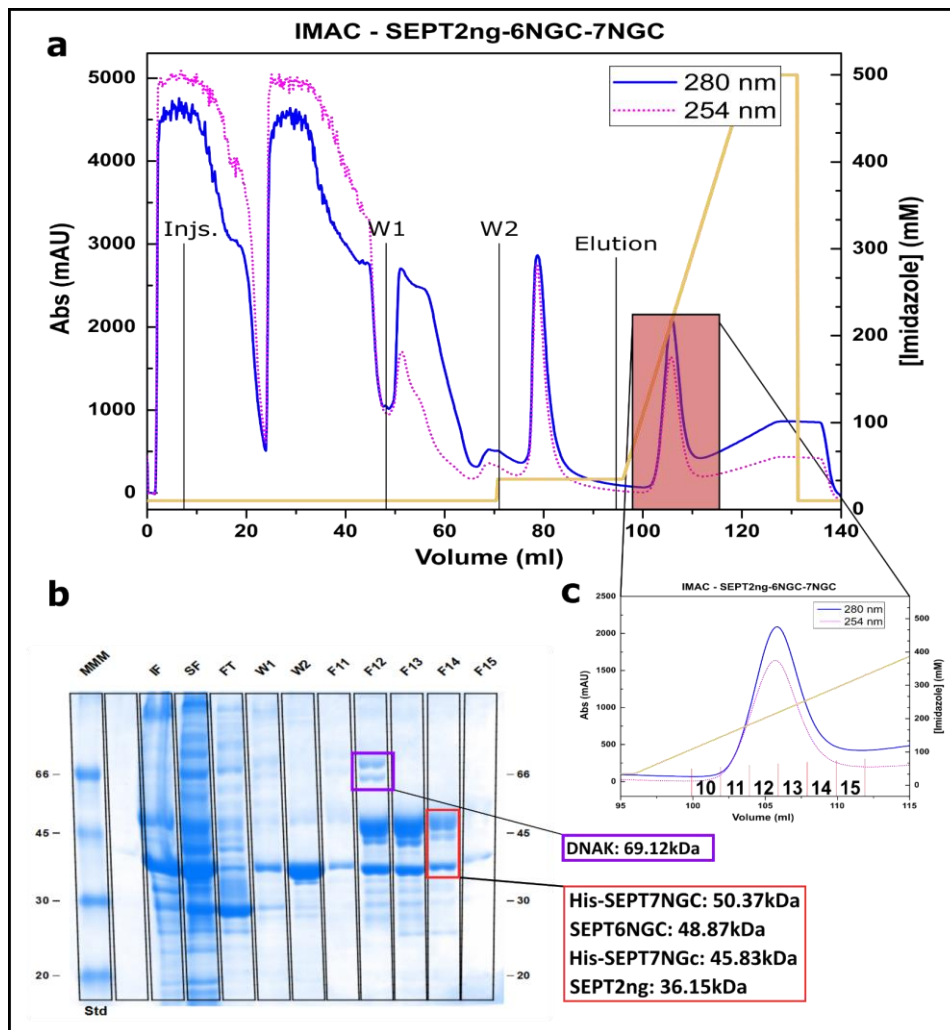 IMAC - SEPT2ng-6NGC-7NGC
a
280 nm
254 nm
Injs.
W1
W2
Elution
Abs (mAU)
5000
4000
3000
2000
1000
0
[Imidazole] (mM)
500
400
300
200
100
0
0 20 40 60 80 100 120 140
Volume (ml)
b
MMM IF SF FT W1 W2 F11 F12 F13 F14 F15
66
45
30
20
66
45
30
20
Std
c
IMAC - SEPT2ng-6NGC-7NGC
280 nm
254 nm
Abs (mAU)
2500
2000
1500
1000
500
0
[Imidazole] (mM)
500
400
300
200
100
0
10 11 12 13 14 15
95 100 105 110 115
Volume (ml)
DNAK: 69.12kDa
His-SEPT7NGC: 50.37kDa
SEPT6NGC: 48.87kDa
His-SEPT7NGc: 45.83kDa
SEPT2ng: 36.15kDa